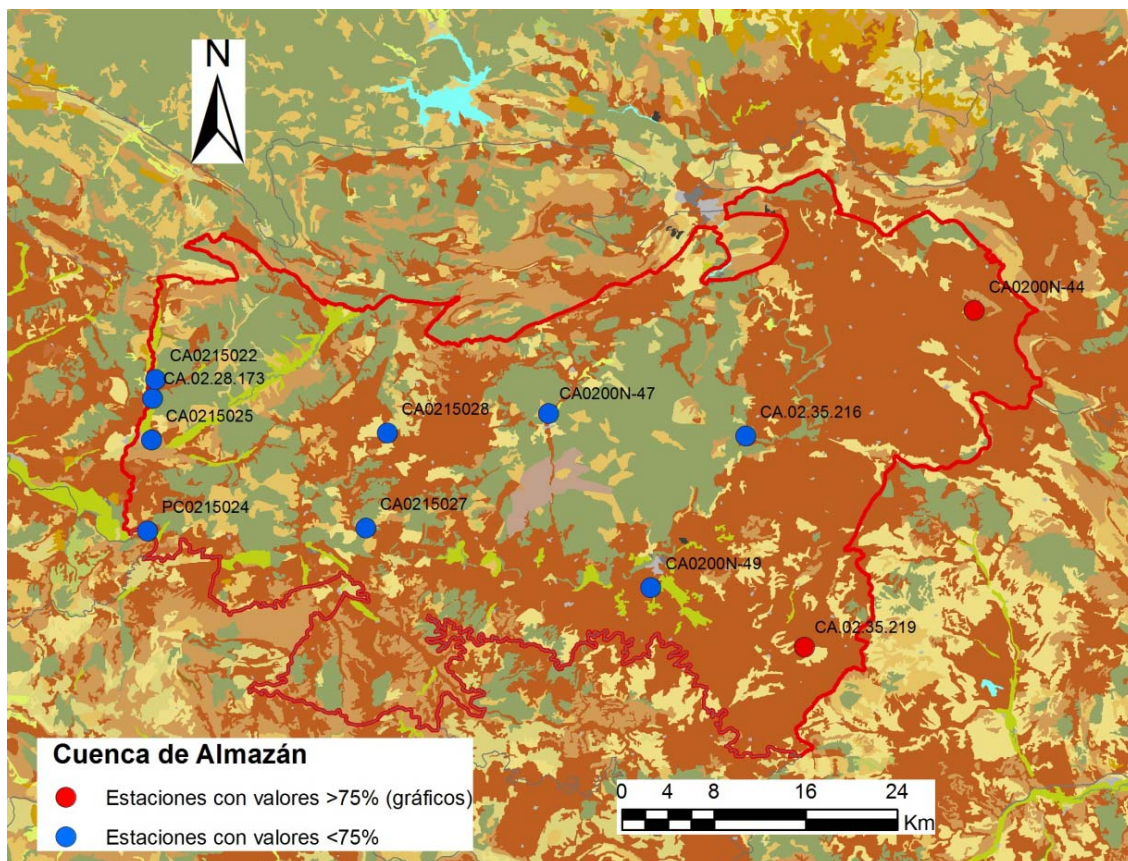 N
CA0200N-44
CA0215022
CA.02.28.173
CA0200N-47
CA0215025
CA0215028
CA.02.35.216
PC0215024
CA0215027
CA0200N-49
CA.02.35.219
Cuenca de Almazán
Estaciones con valores >75% (gráficos)
Estaciones con valores <75%
0 4 8 16 24
Km